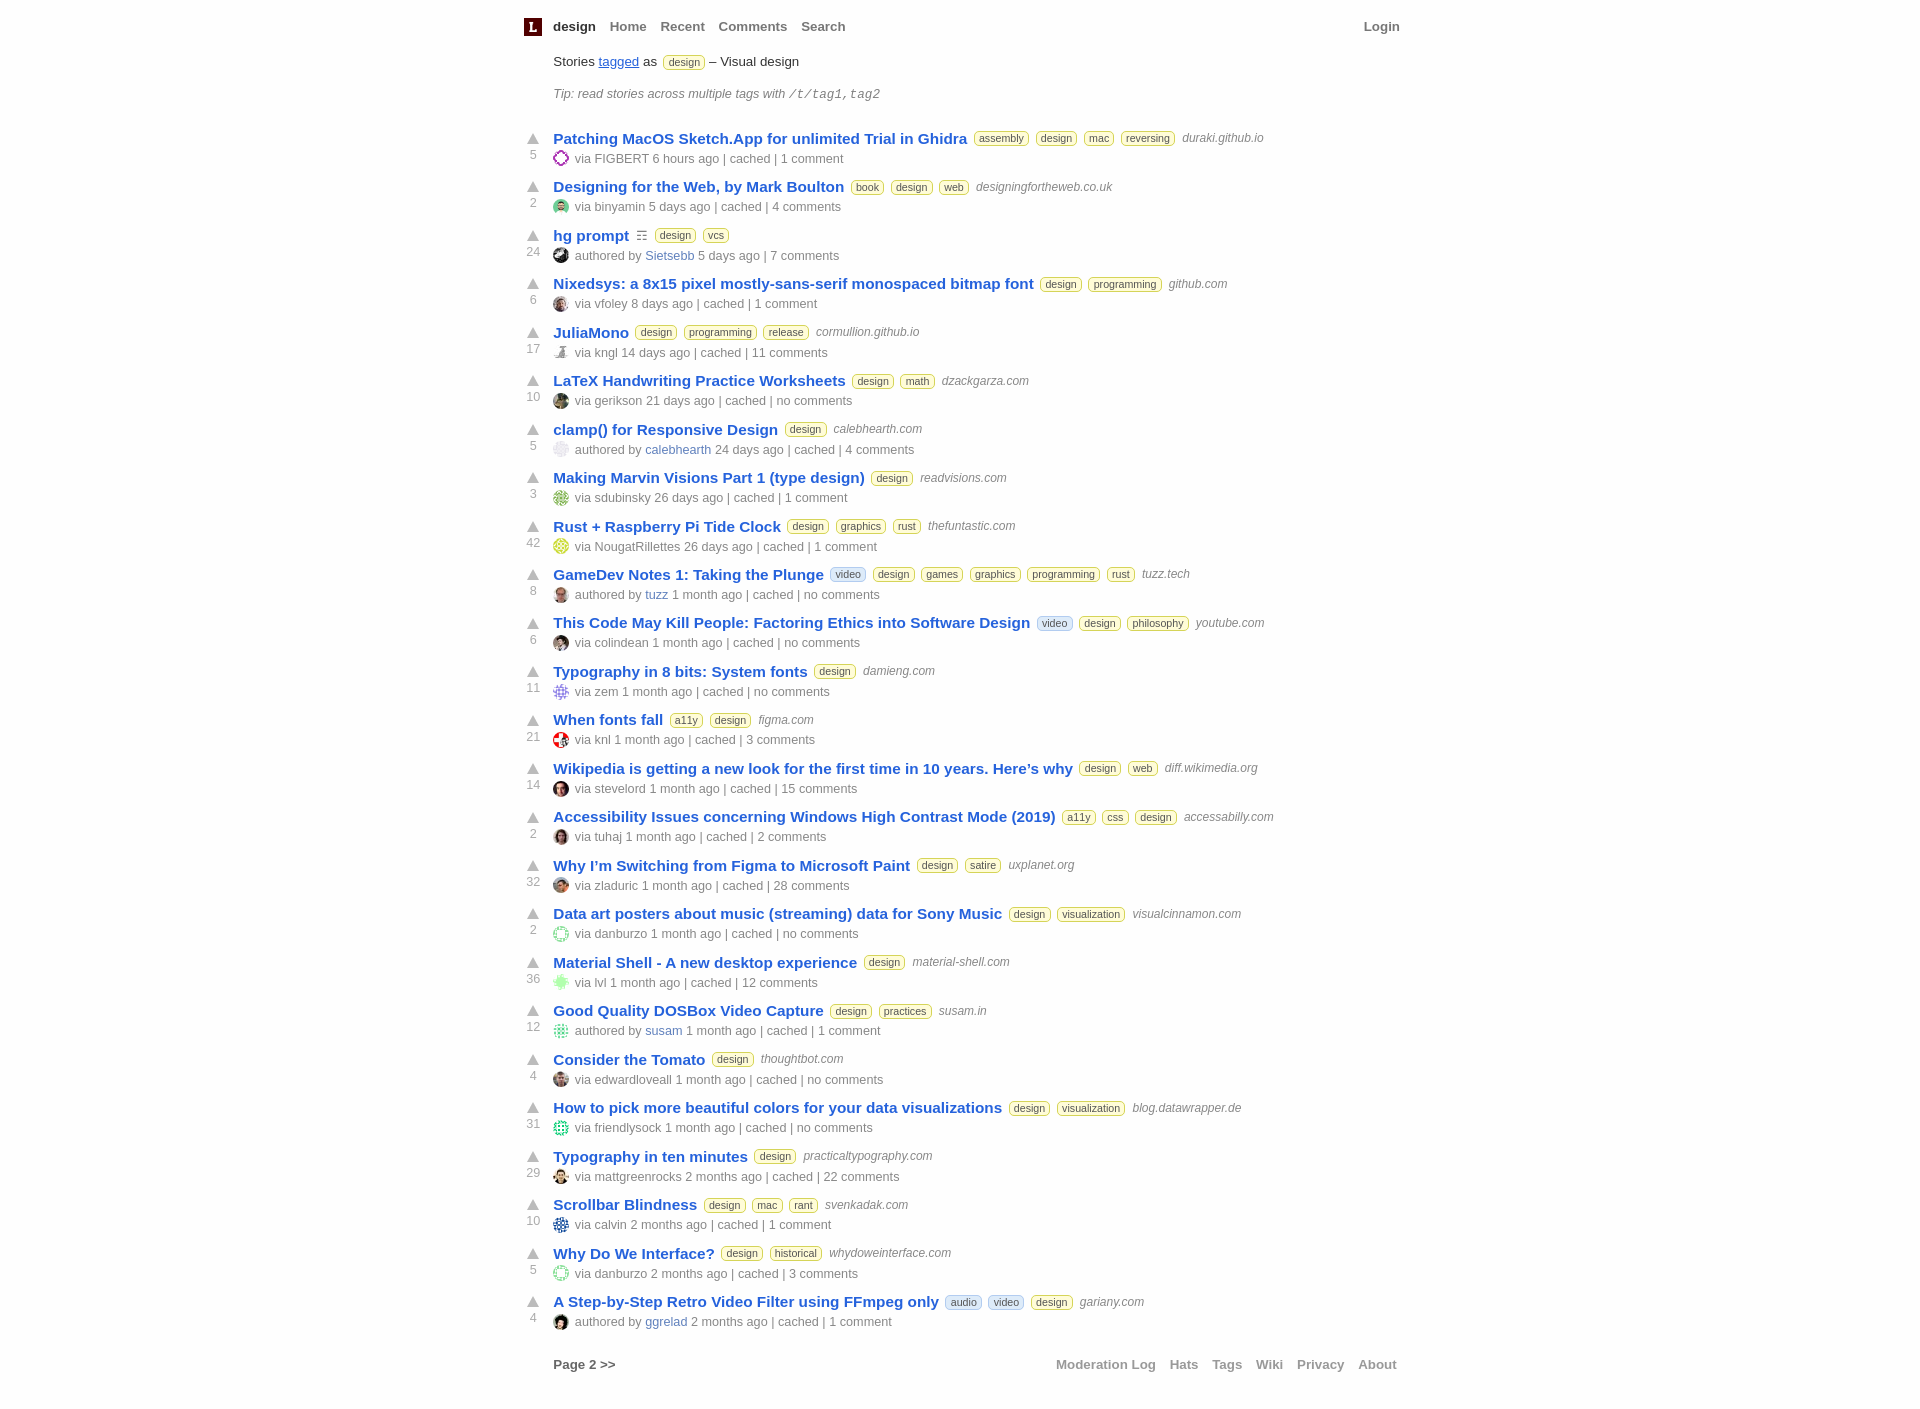 L design Home Recent Comments Search Login
Stories tagged as design – Visual design
Tip: read stories across multiple tags with /t/tag1,tag2
Patching MacOS Sketch.App for unlimited Trial in Ghidra assembly design mac reversing duraki.github.io
5 via FIGBERT 6 hours ago | cached | 1 comment
Designing for the Web, by Mark Boulton book design web designingfortheweb.co.uk
2 via binyamin 5 days ago | cached | 4 comments
hg prompt ☶ design vcs
24 authored by Sietsebb 5 days ago | 7 comments
Nixedsys: a 8x15 pixel mostly-sans-serif monospaced bitmap font design programming github.com
6 via vfoley 8 days ago | cached | 1 comment
JuliaMono design programming release cormullion.github.io
17 via kngl 14 days ago | cached | 11 comments
LaTeX Handwriting Practice Worksheets design math dzackgarza.com
10 via gerikson 21 days ago | cached | no comments
clamp() for Responsive Design design calebhearth.com
5 authored by calebhearth 24 days ago | cached | 4 comments
Making Marvin Visions Part 1 (type design) design readvisions.com
3 via sdubinsky 26 days ago | cached | 1 comment
Rust + Raspberry Pi Tide Clock design graphics rust thefuntastic.com
42 via NougatRillettes 26 days ago | cached | 1 comment
GameDev Notes 1: Taking the Plunge video design games graphics programming rust tuzz.tech
8 authored by tuzz 1 month ago | cached | no comments
This Code May Kill People: Factoring Ethics into Software Design video design philosophy youtube.com
6 via colindean 1 month ago | cached | no comments
Typography in 8 bits: System fonts design damieng.com
11 via zem 1 month ago | cached | no comments
When fonts fall a11y design figma.com
21 via knl 1 month ago | cached | 3 comments
Wikipedia is getting a new look for the first time in 10 years. Here’s why design web diff.wikimedia.org
14 via stevelord 1 month ago | cached | 15 comments
Accessibility Issues concerning Windows High Contrast Mode (2019) a11y css design accessabilly.com
2 via tuhaj 1 month ago | cached | 2 comments
Why I’m Switching from Figma to Microsoft Paint design satire uxplanet.org
32 via zladuric 1 month ago | cached | 28 comments
Data art posters about music (streaming) data for Sony Music design visualization visualcinnamon.com
2 via danburzo 1 month ago | cached | no comments
Material Shell - A new desktop experience design material-shell.com
36 via lvl 1 month ago | cached | 12 comments
Good Quality DOSBox Video Capture design practices susam.in
12 authored by susam 1 month ago | cached | 1 comment
Consider the Tomato design thoughtbot.com
4 via edwardloveall 1 month ago | cached | no comments
How to pick more beautiful colors for your data visualizations design visualization blog.datawrapper.de
31 via friendlysock 1 month ago | cached | no comments
Typography in ten minutes design practicaltypography.com
29 via mattgreenrocks 2 months ago | cached | 22 comments
Scrollbar Blindness design mac rant svenkadak.com
10 via calvin 2 months ago | cached | 1 comment
Why Do We Interface? design historical whydoweinterface.com
5 via danburzo 2 months ago | cached | 3 comments
A Step-by-Step Retro Video Filter using FFmpeg only audio video design gariany.com
4 authored by ggrelad 2 months ago | cached | 1 comment
Page 2 >> Moderation Log Hats Tags Wiki Privacy About